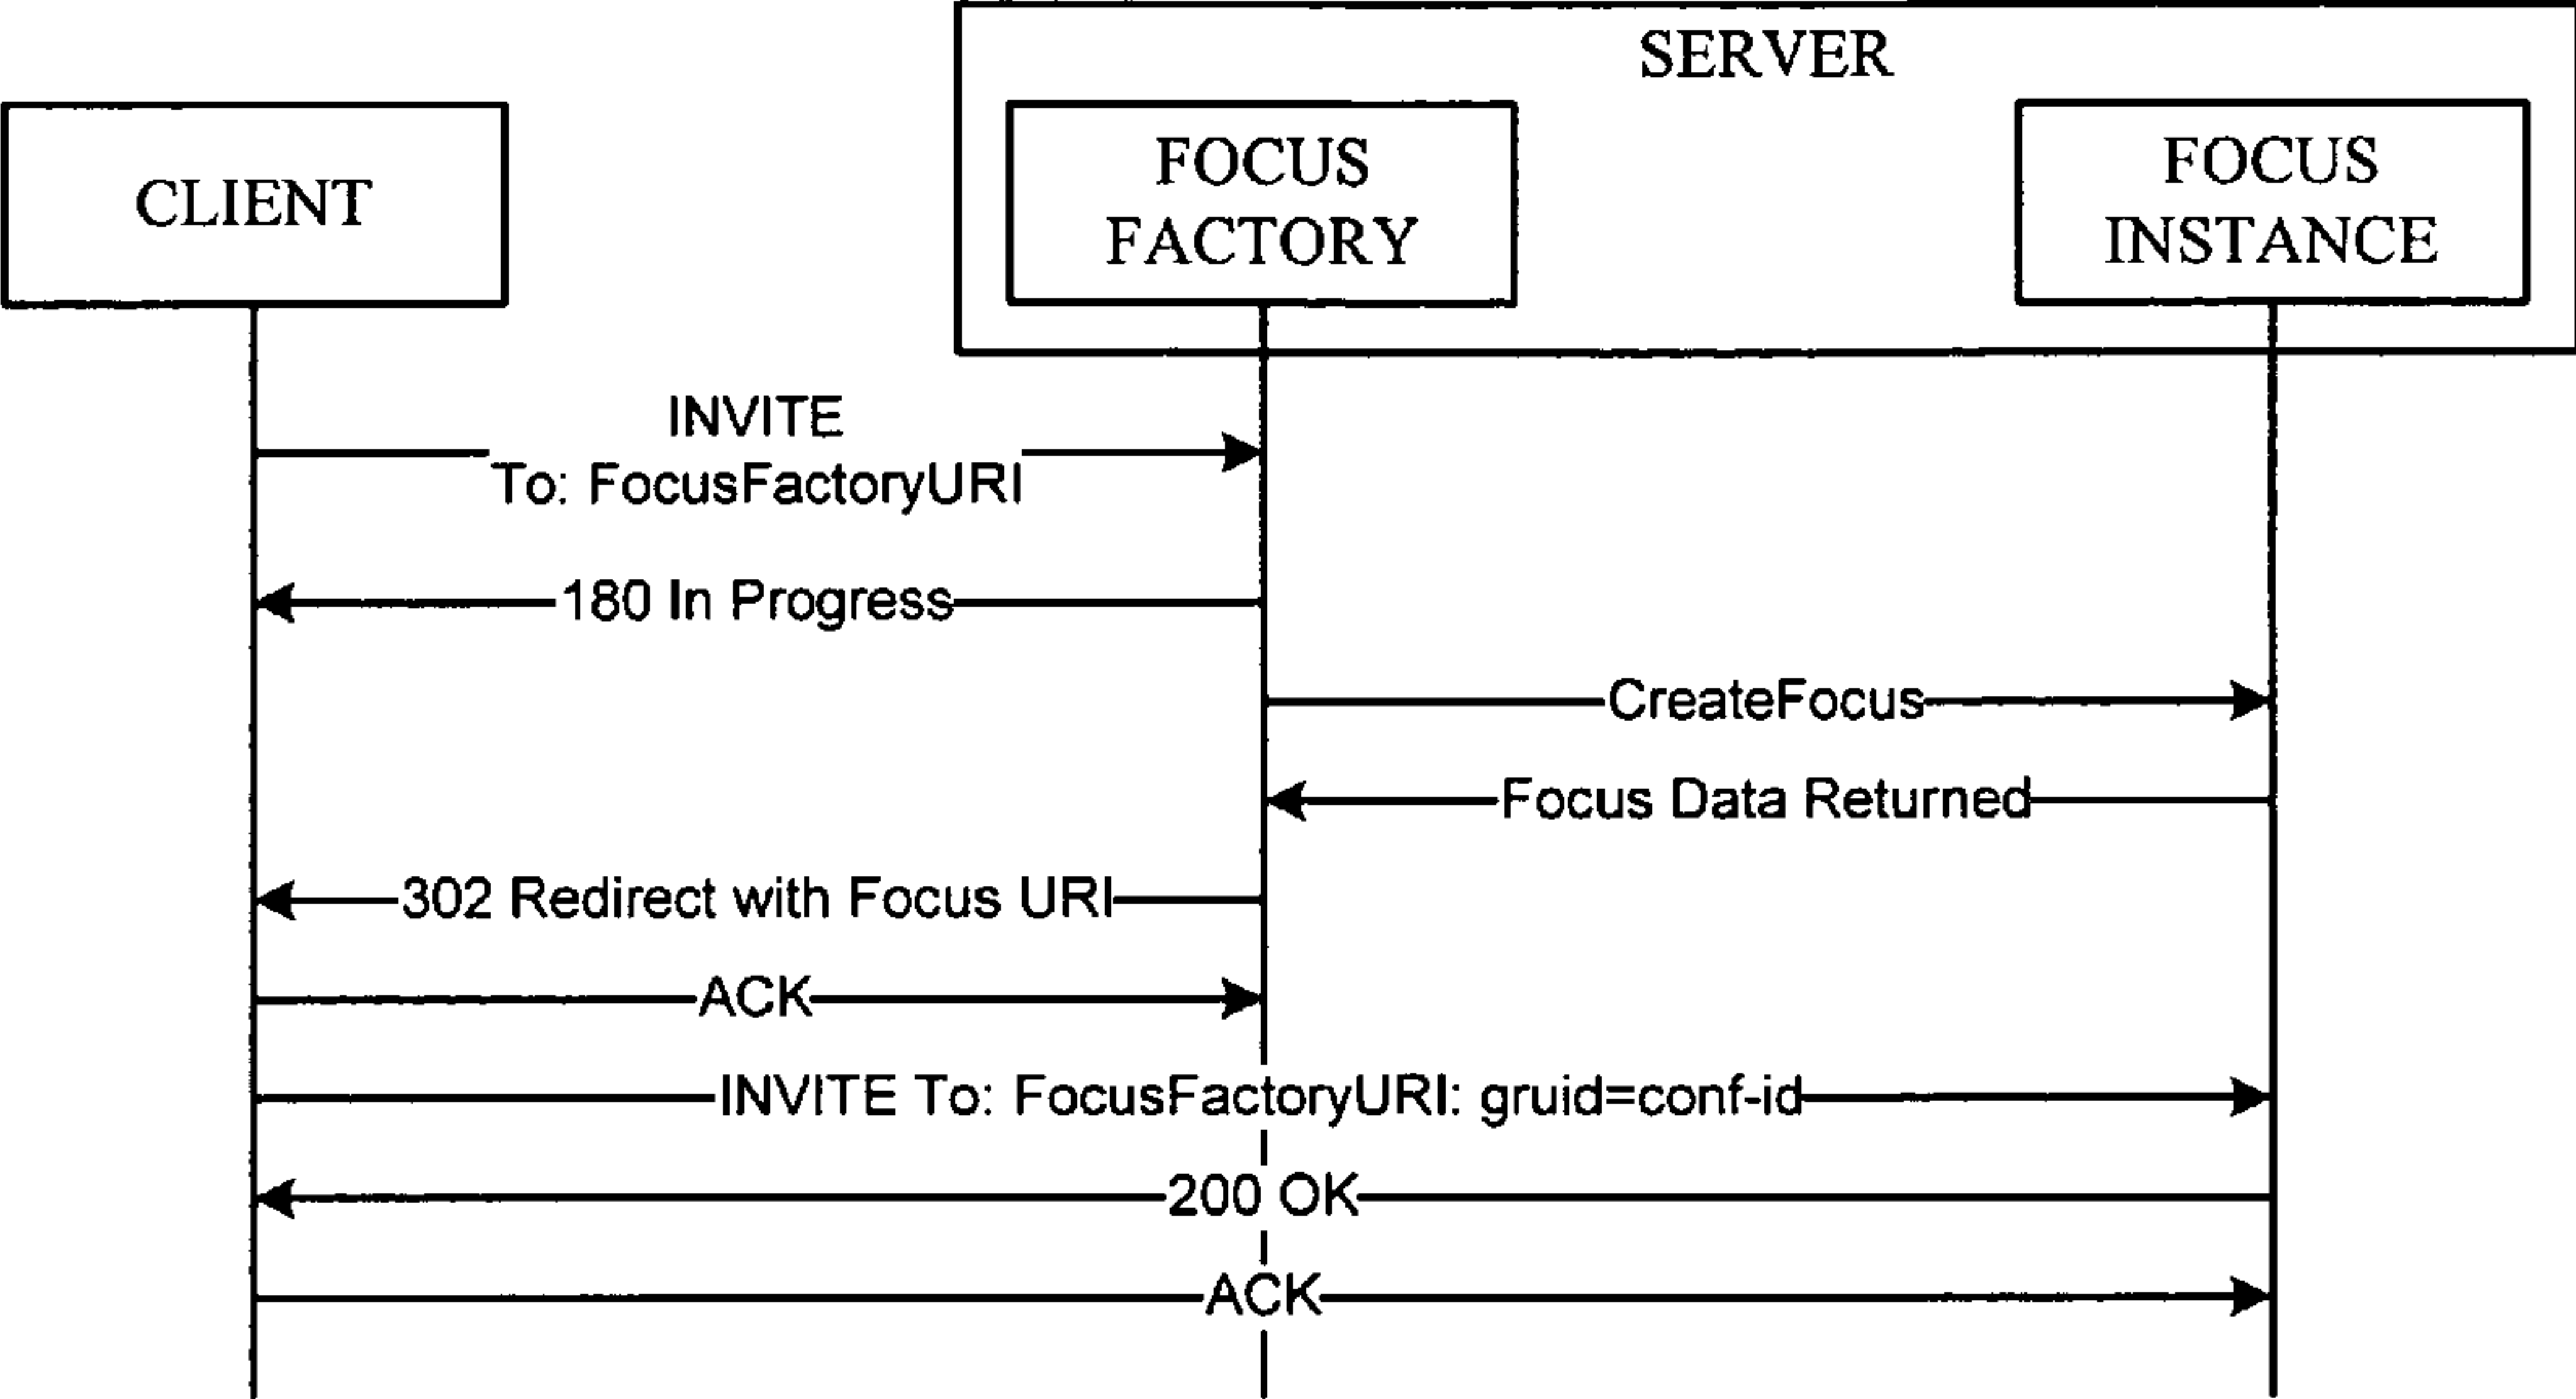 SERVER
CLIENT
FOCUS
FACTORY
FOCUS
INSTANCE
INVITE
To: FocusFactoryURI
180 In Progress
CreateFocus
Focus Data Returned
302 Redirect with Focus URI
ACK
INVITE To: FocusFactoryURI: gruid=conf-id
200 OK
ACK